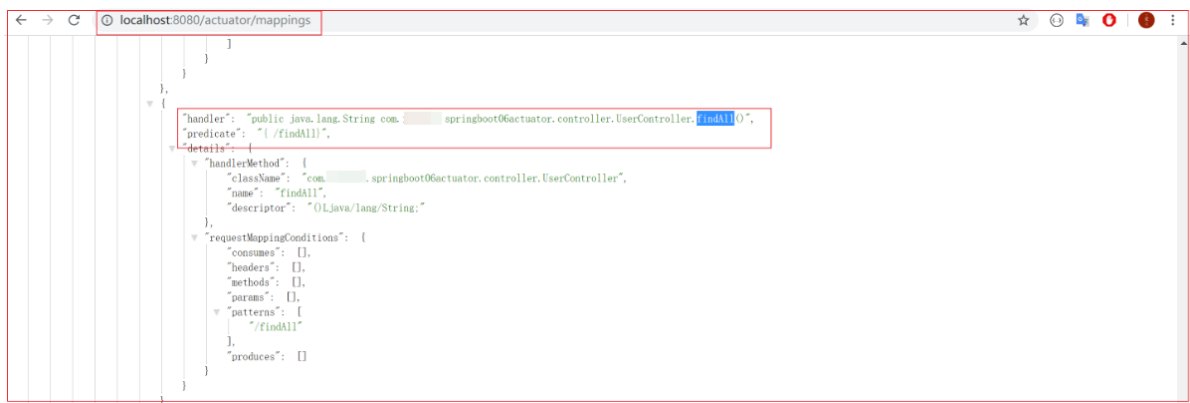 localhost:8080/actuator/mappings
]
}
}
},
{
"handler": "public java.lang.String com. springboot06actuator.controller.UserController.findAll()",
"predicate": "{ /findAll}",
"details": {
"handlerMethod": {
"className": "com. .springboot06actuator.controller.UserController",
"name": "findAll",
"descriptor": "()Ljava/lang/String;"
},
"requestMappingConditions": {
"consumes": [],
"headers": [],
"methods": [],
"params": [],
"patterns": [
"/findAll"
],
"produces": []
}
}
}